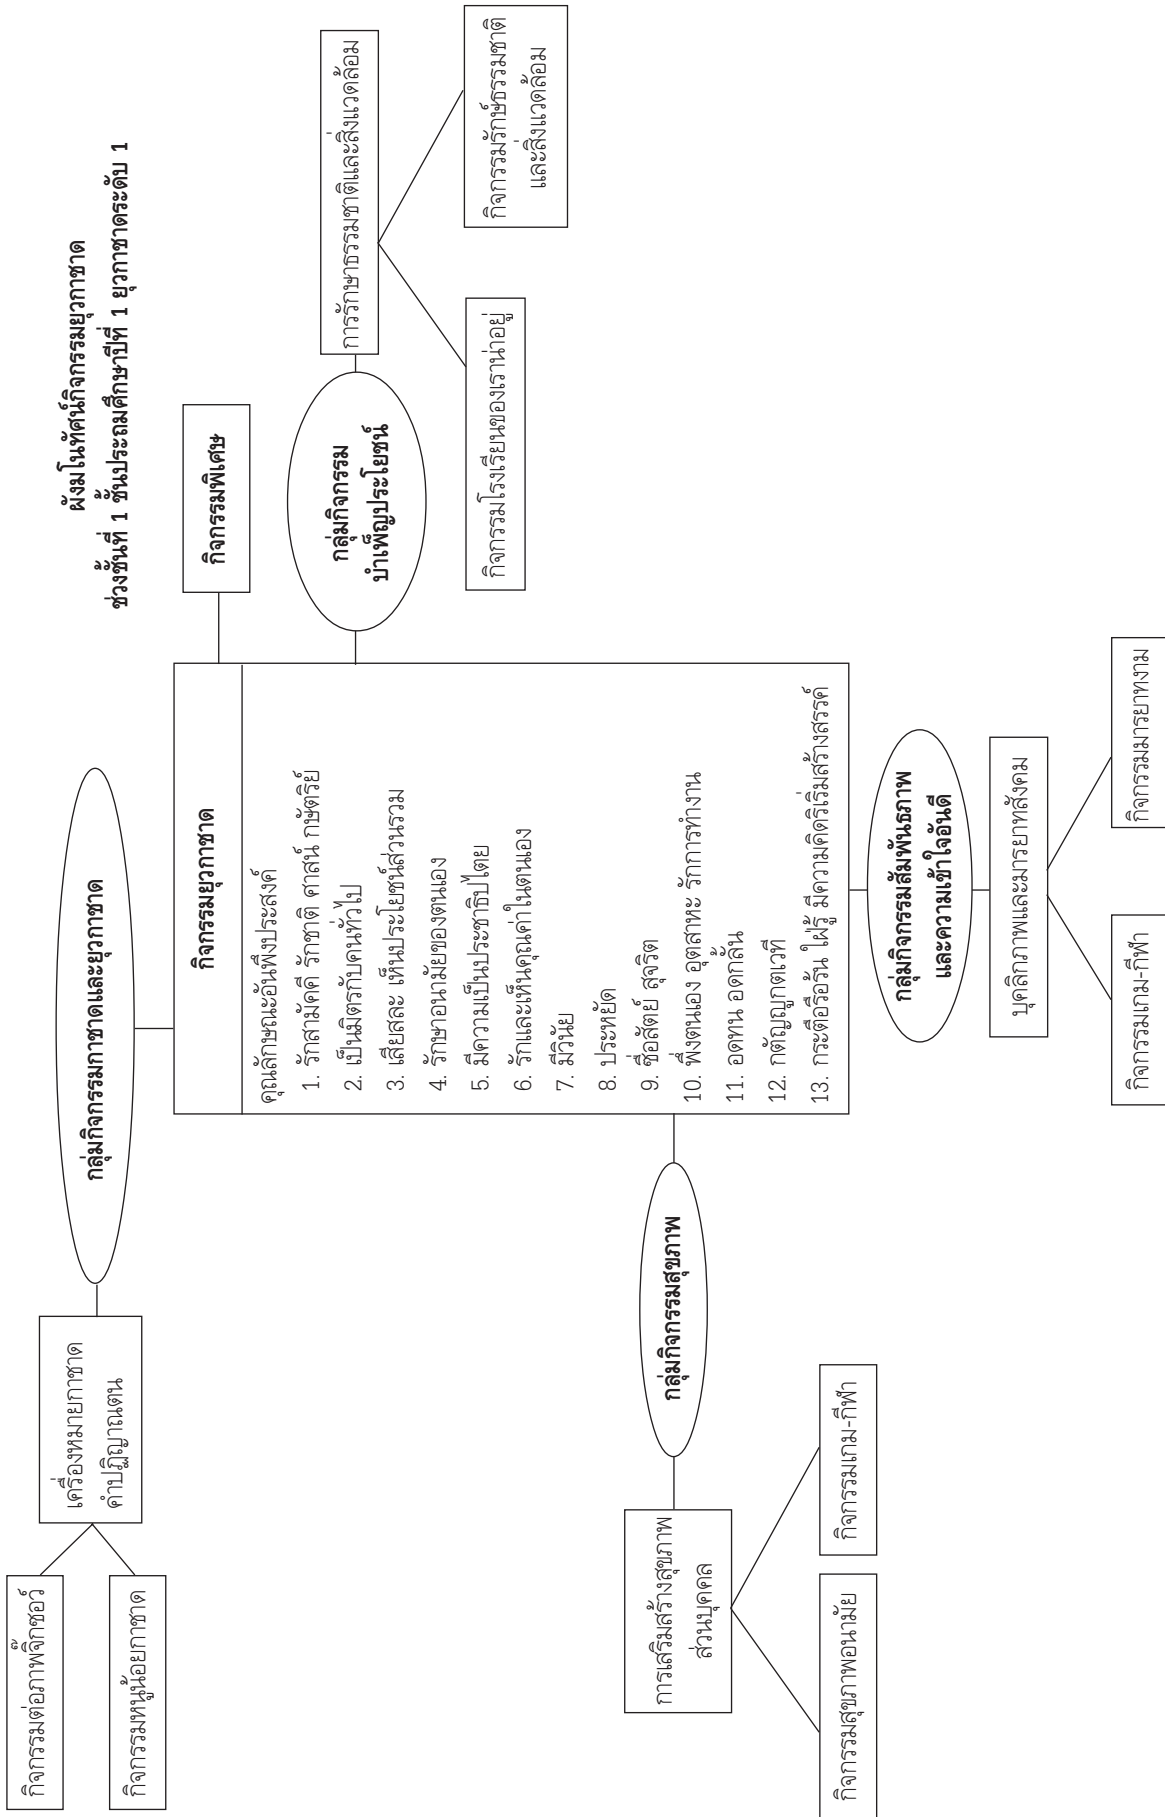 ผังมโนทัศน์กิจกรรมยุวกาชาด
ช่วงชั้นที่ 1 ชั้นประถมศึกษาปีที่ 1 ยุวกาชาดระดับ 1
กิจกรรมต่อภาพจิ๊กซอว์
กิจกรรมหนูน้อยกาชาด
เครื่องหมายกาชาด
คำปฏิญาณตน
กลุ่มกิจกรรมกาชาดและยุวกาชาด
กิจกรรมพิเศษ
กิจกรรมยุวกาชาด
คุณลักษณะอันพึงประสงค์
1. รักสามัคคี รักชาติ ศาสน์ กษัตริย์
2. เป็นมิตรกับคนทั่วไป
3. เสียสละ เห็นประโยชน์ส่วนรวม
4. รักษาอนามัยของตนเอง
5. มีความเป็นประชาธิปไตย
6. รักและเห็นคุณค่าในตนเอง
7. มีวินัย
8. ประหยัด
9. ซื่อสัตย์ สุจริต
10. พึ่งตนเอง อุตสาหะ รักการทำงาน
11. อดทน อดกลั้น
12. กตัญญูกตเวที
13. กระตือรือร้น ใฝ่รู้ มีความคิดริเริ่มสร้างสรรค์
กลุ่มกิจกรรม
บำเพ็ญประโยชน์
การรักษาธรรมชาติและสิ่งแวดล้อม
กิจกรรมโรงเรียนของเราน่าอยู่
กิจกรรมรักษ์ธรรมชาติ
และสิ่งแวดล้อม
กลุ่มกิจกรรมสุขภาพ
การเสริมสร้างสุขภาพ
ส่วนบุคคล
กิจกรรมสุขภาพอนามัย
กิจกรรมเกม-กีฬา
กลุ่มกิจกรรมสัมพันธภาพ
และความเข้าใจอันดี
บุคลิกภาพและมารยาทสังคม
กิจกรรมเกม-กีฬา
กิจกรรมมารยาทงาม